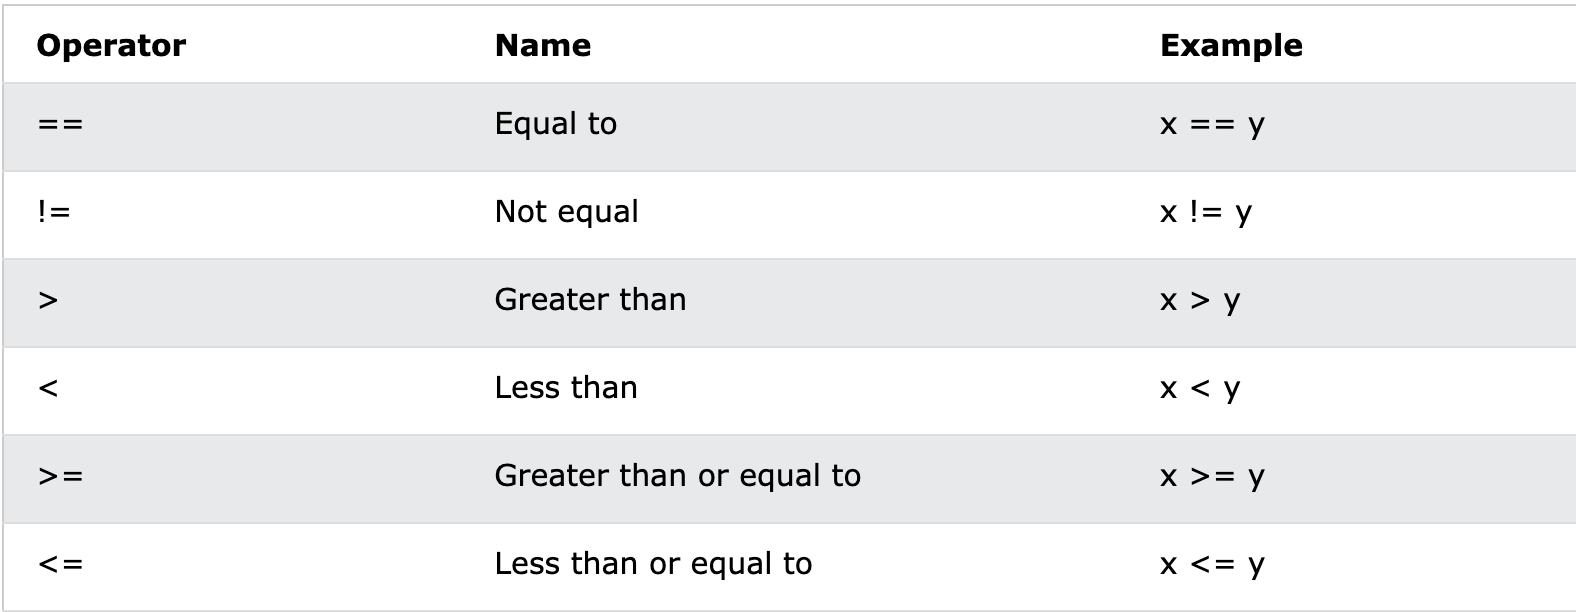 Operator Name Example
== Equal to x == y
!= Not equal x != y
> Greater than x > y
< Less than x < y
>= Greater than or equal to x >= y
<= Less than or equal to x <= y